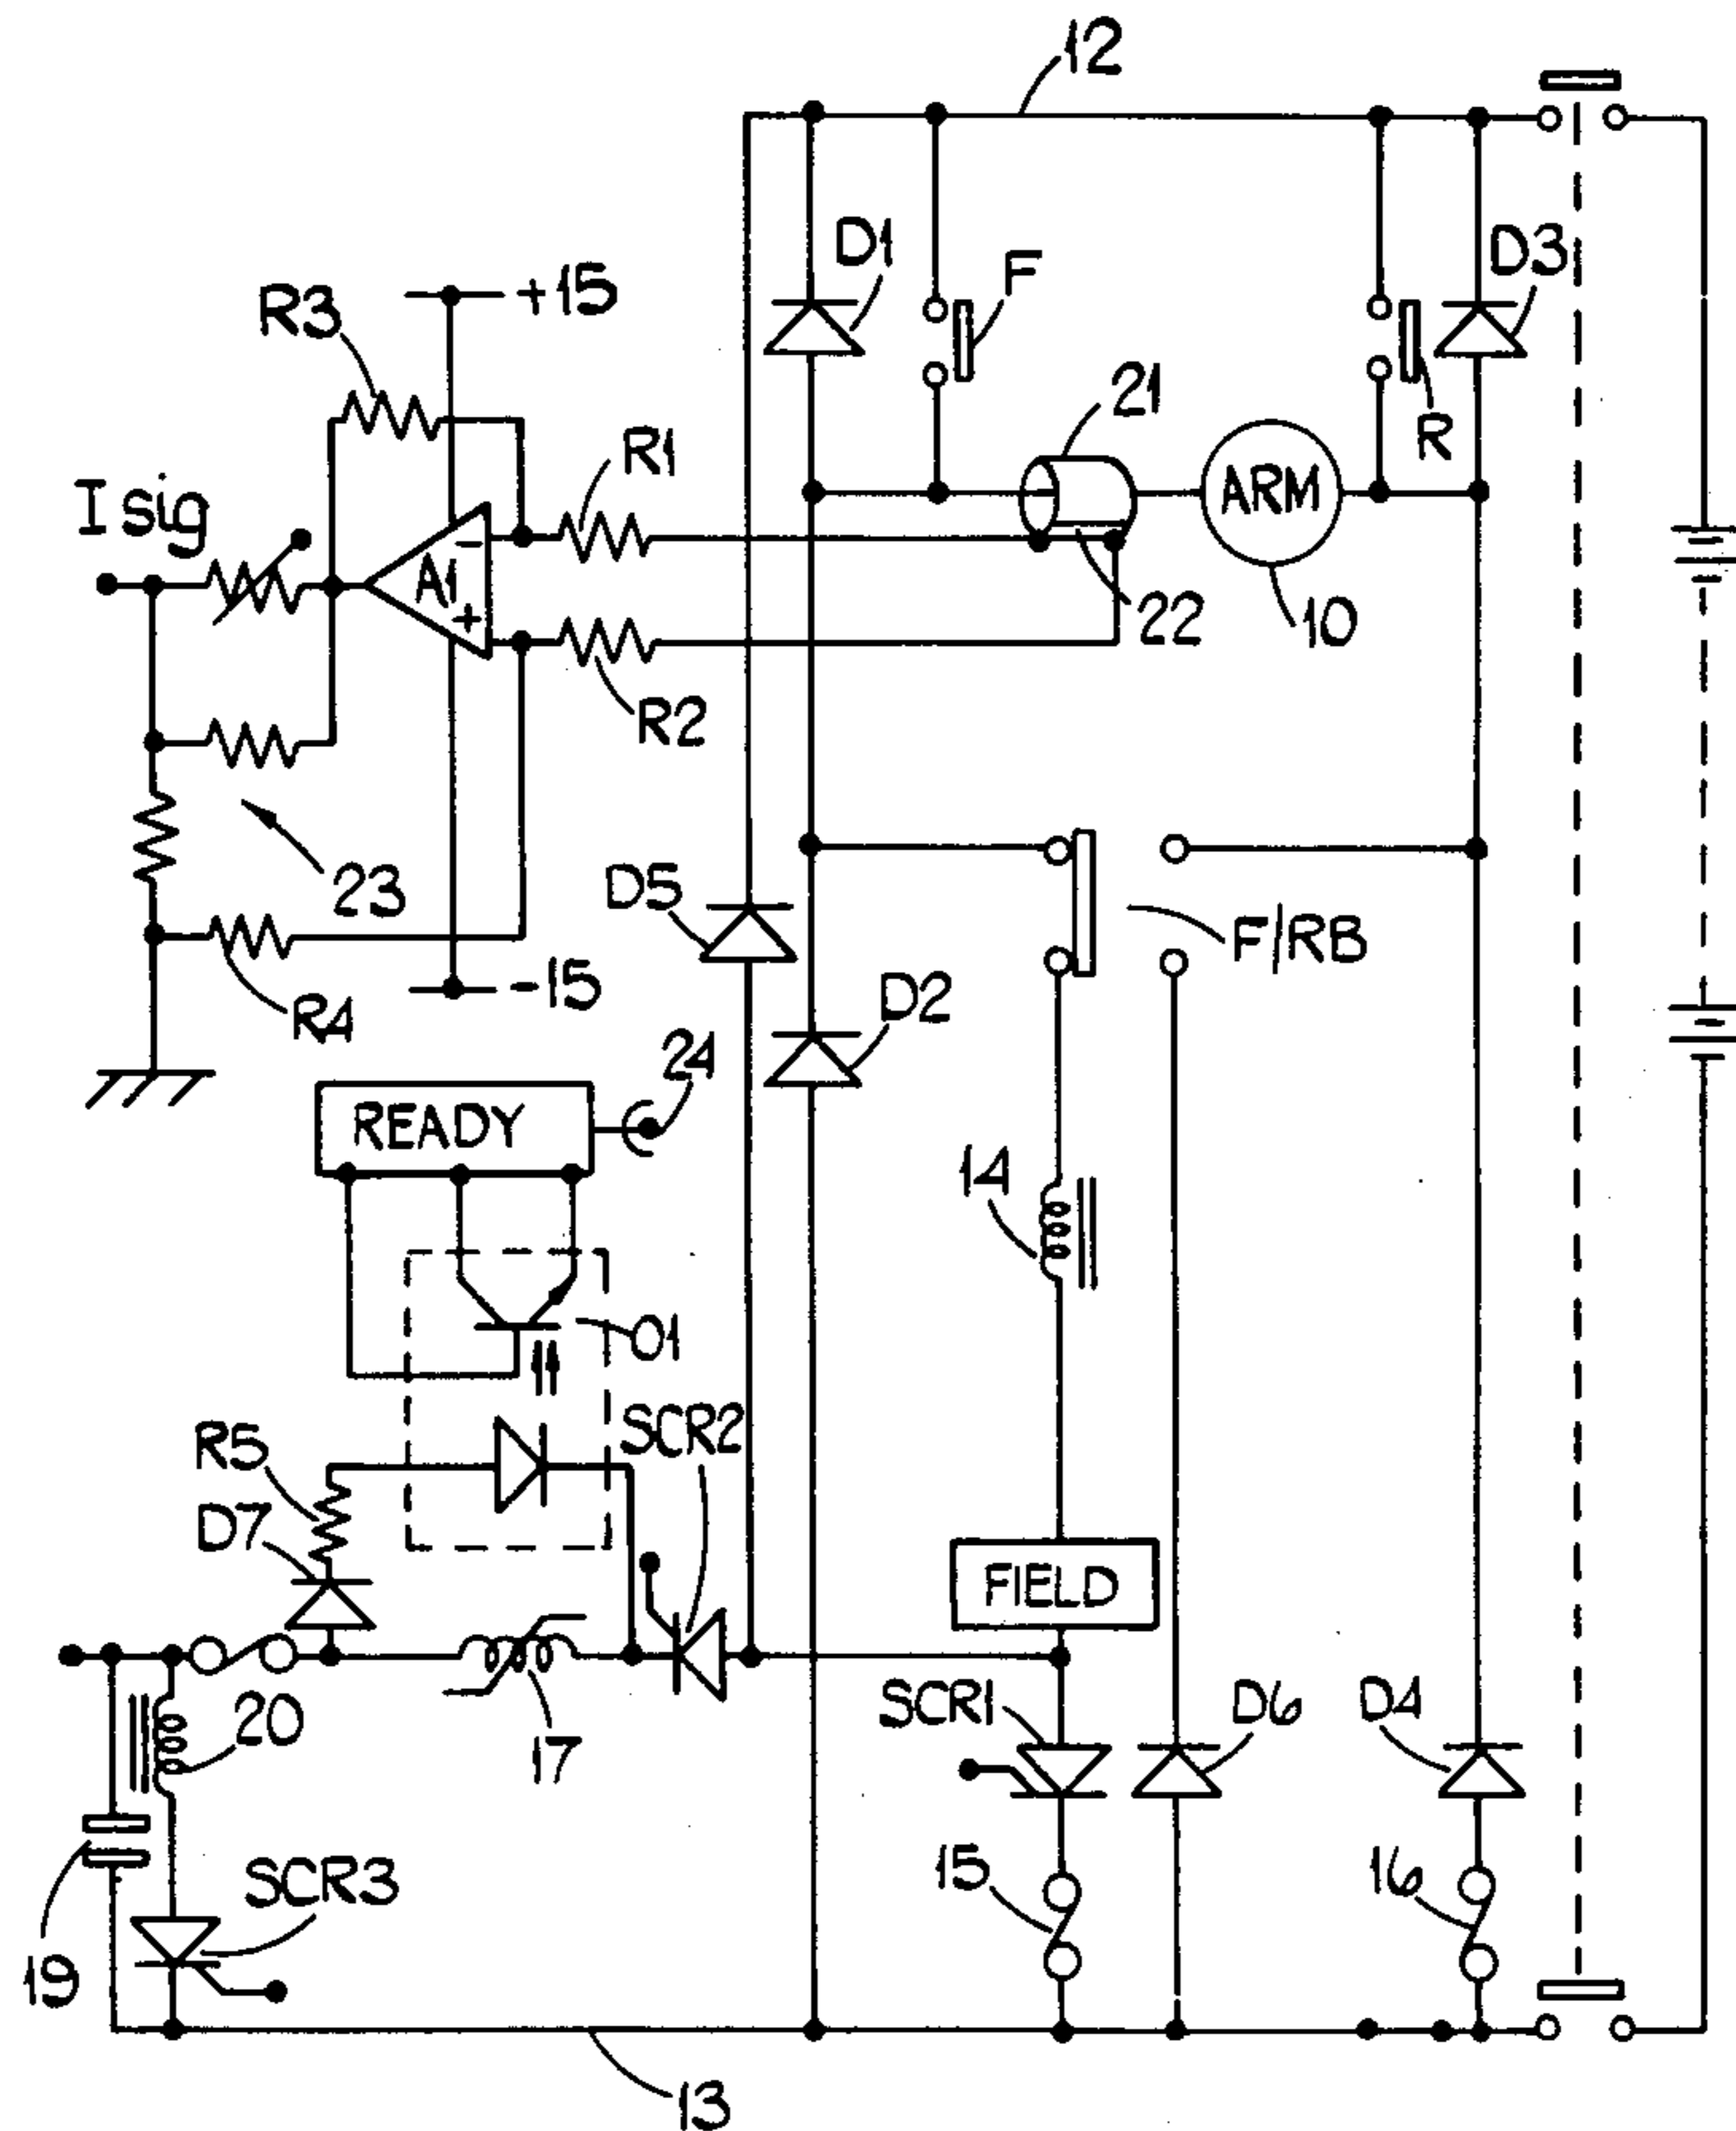 12
D1
F
D3
+15
R3
21
R
R1
I sig
ARM
A1
-
+
22
10
R2
23
D5
F/RB
-15
D2
R4
24
READY
14
O1
SCR2
R5
D7
FIELD
20
SCR1
D6
D4
17
15
16
SCR3
19
13